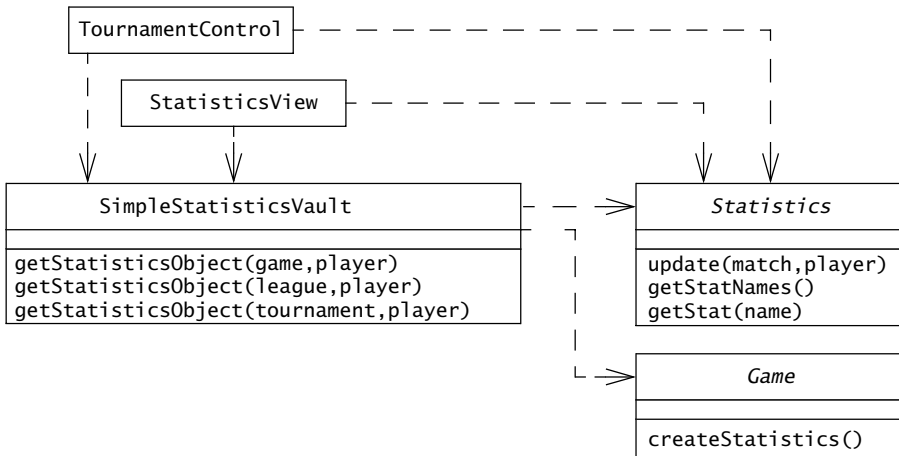 TournamentControl
StatisticsView
SimpleStatisticsVault
getStatisticsObject(game,player)
getStatisticsObject(league,player)
getStatisticsObject(tournament,player)
Statistics
update(match,player)
getStatNames()
getStat(name)
Game
createStatistics()